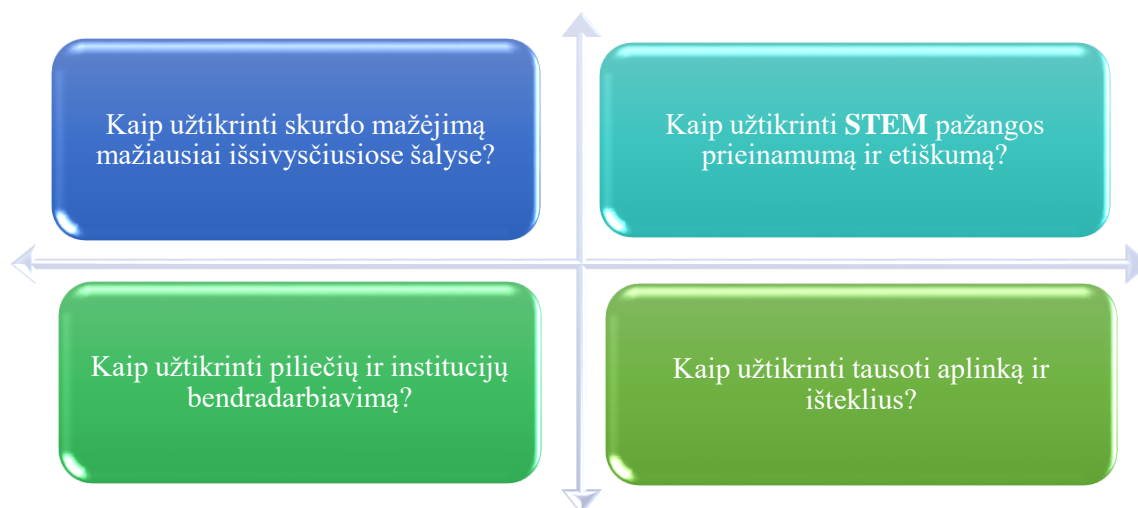 Kaip užtikrinti skurdo mažėjimą
mažiausiai išsivysčiusiose šalyse?
Kaip užtikrinti STEM pažangos
prieinamumą ir etiškumą?
Kaip užtikrinti piliečių ir institucijų
bendradarbiavimą?
Kaip užtikrinti tausoti aplinką ir
išteklius?